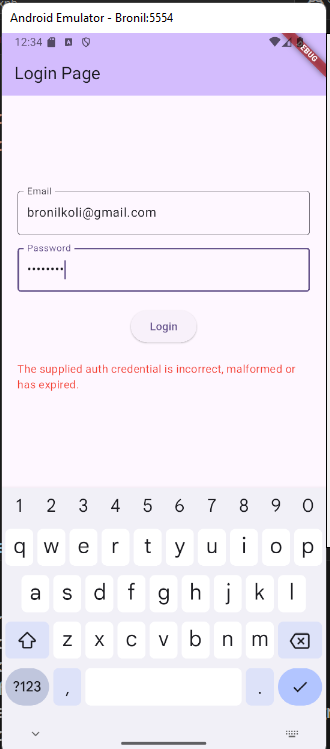 Android Emulator - Bronil:5554
12:34
DEBUG
Login Page
Email
bronilkoli@gmail.com
Password
••••••••
Login
The supplied auth credential is incorrect, malformed or
has expired.
1 2 3 4 5 6 7 8 9 0
q w e r t y u i o p
a s d f g h j k l
z x c v b n m
?123 , .